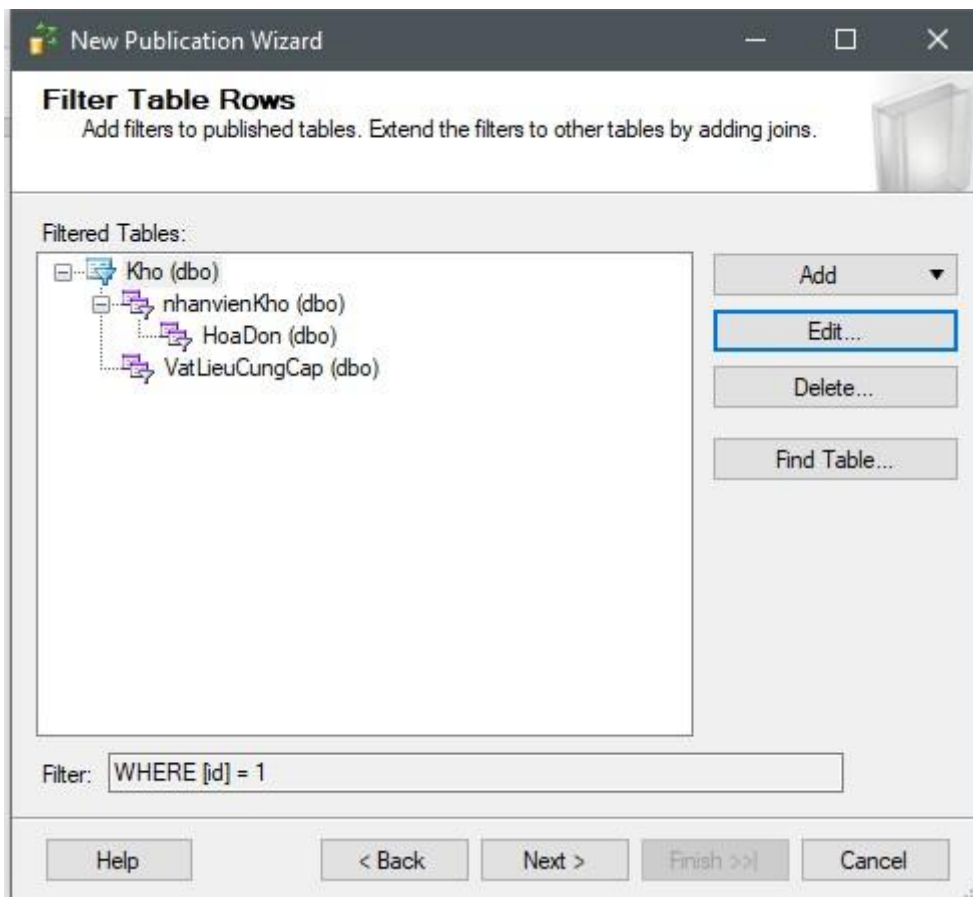 New Publication Wizard
Filter Table Rows
Add filters to published tables. Extend the filters to other tables by adding joins.
Filtered Tables:
Kho (dbo)
nhanvienKho (dbo)
HoaDon (dbo)
VatLieuCungCap (dbo)
Add
Edit...
Delete...
Find Table...
Filter: WHERE [id] = 1
Help
< Back
Next >
Finish >>|
Cancel